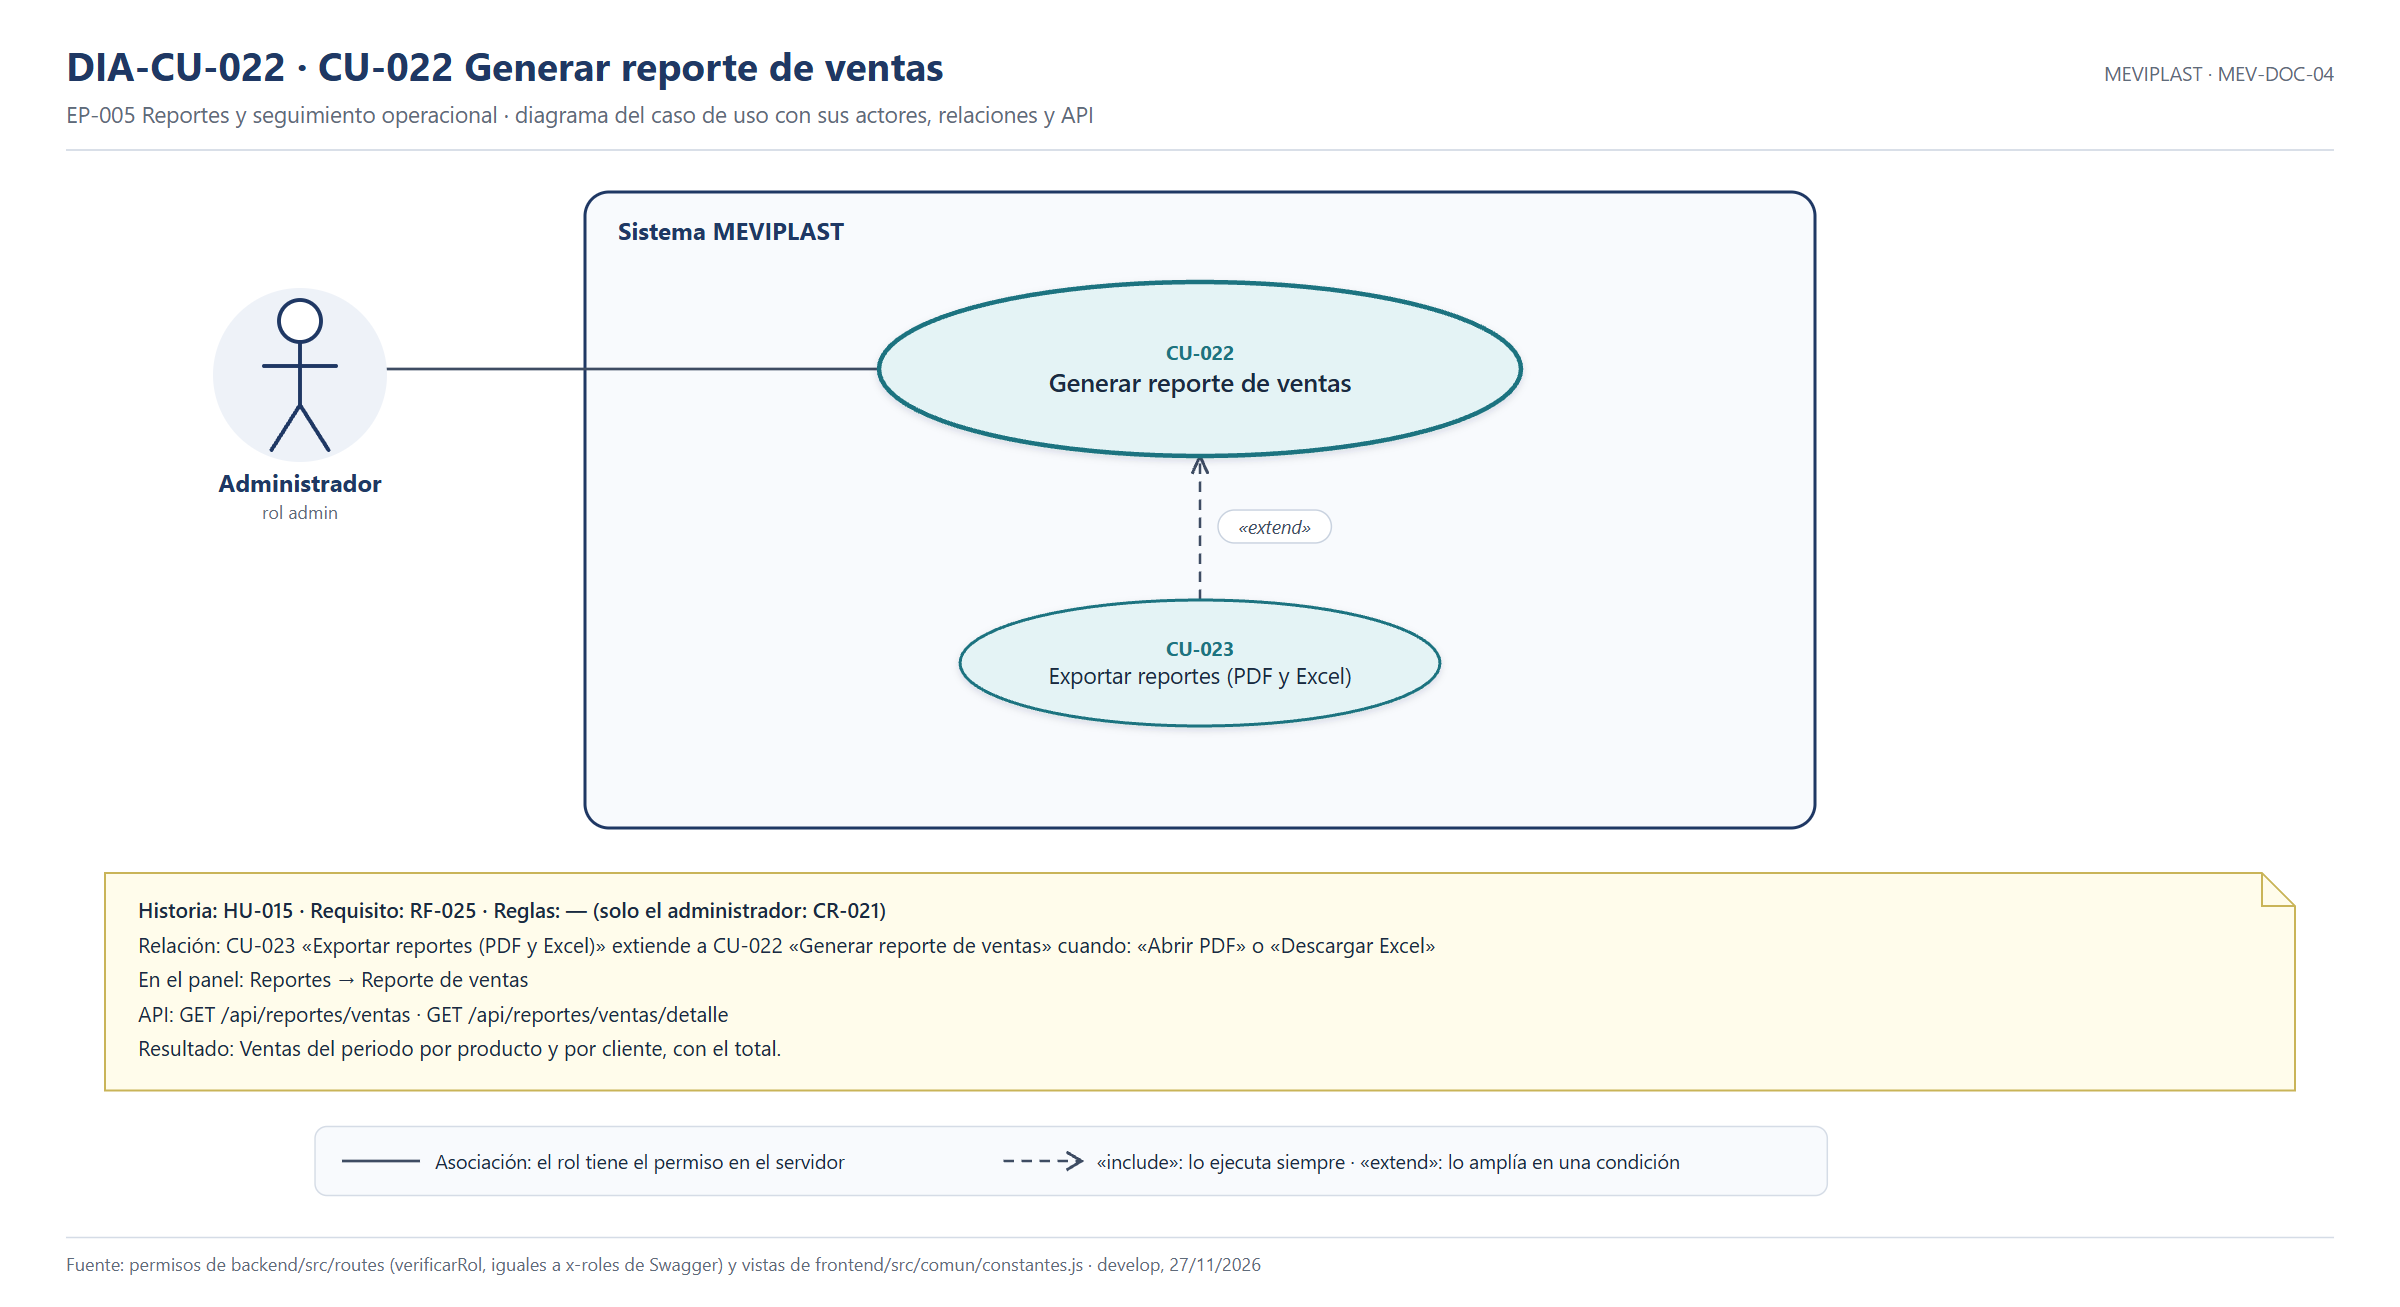 DIA-CU-022 · CU-022 Generar reporte de ventas
MEVIPLAST · MEV-DOC-04
EP-005 Reportes y seguimiento operacional · diagrama del caso de uso con sus actores, relaciones y API
Sistema MEVIPLAST
CU-022
Generar reporte de ventas
Administrador
rol admin
«extend»
CU-023
Exportar reportes (PDF y Excel)
Historia: HU-015 · Requisito: RF-025 · Reglas: — (solo el administrador: CR-021)
Relación: CU-023 «Exportar reportes (PDF y Excel)» extiende a CU-022 «Generar reporte de ventas» cuando: «Abrir PDF» o «Descargar Excel»
En el panel: Reportes → Reporte de ventas
API: GET /api/reportes/ventas · GET /api/reportes/ventas/detalle
Resultado: Ventas del periodo por producto y por cliente, con el total.
Asociación: el rol tiene el permiso en el servidor
«include»: lo ejecuta siempre · «extend»: lo amplía en una condición
Fuente: permisos de backend/src/routes (verificarRol, iguales a x-roles de Swagger) y vistas de frontend/src/comun/constantes.js · develop, 27/11/2026